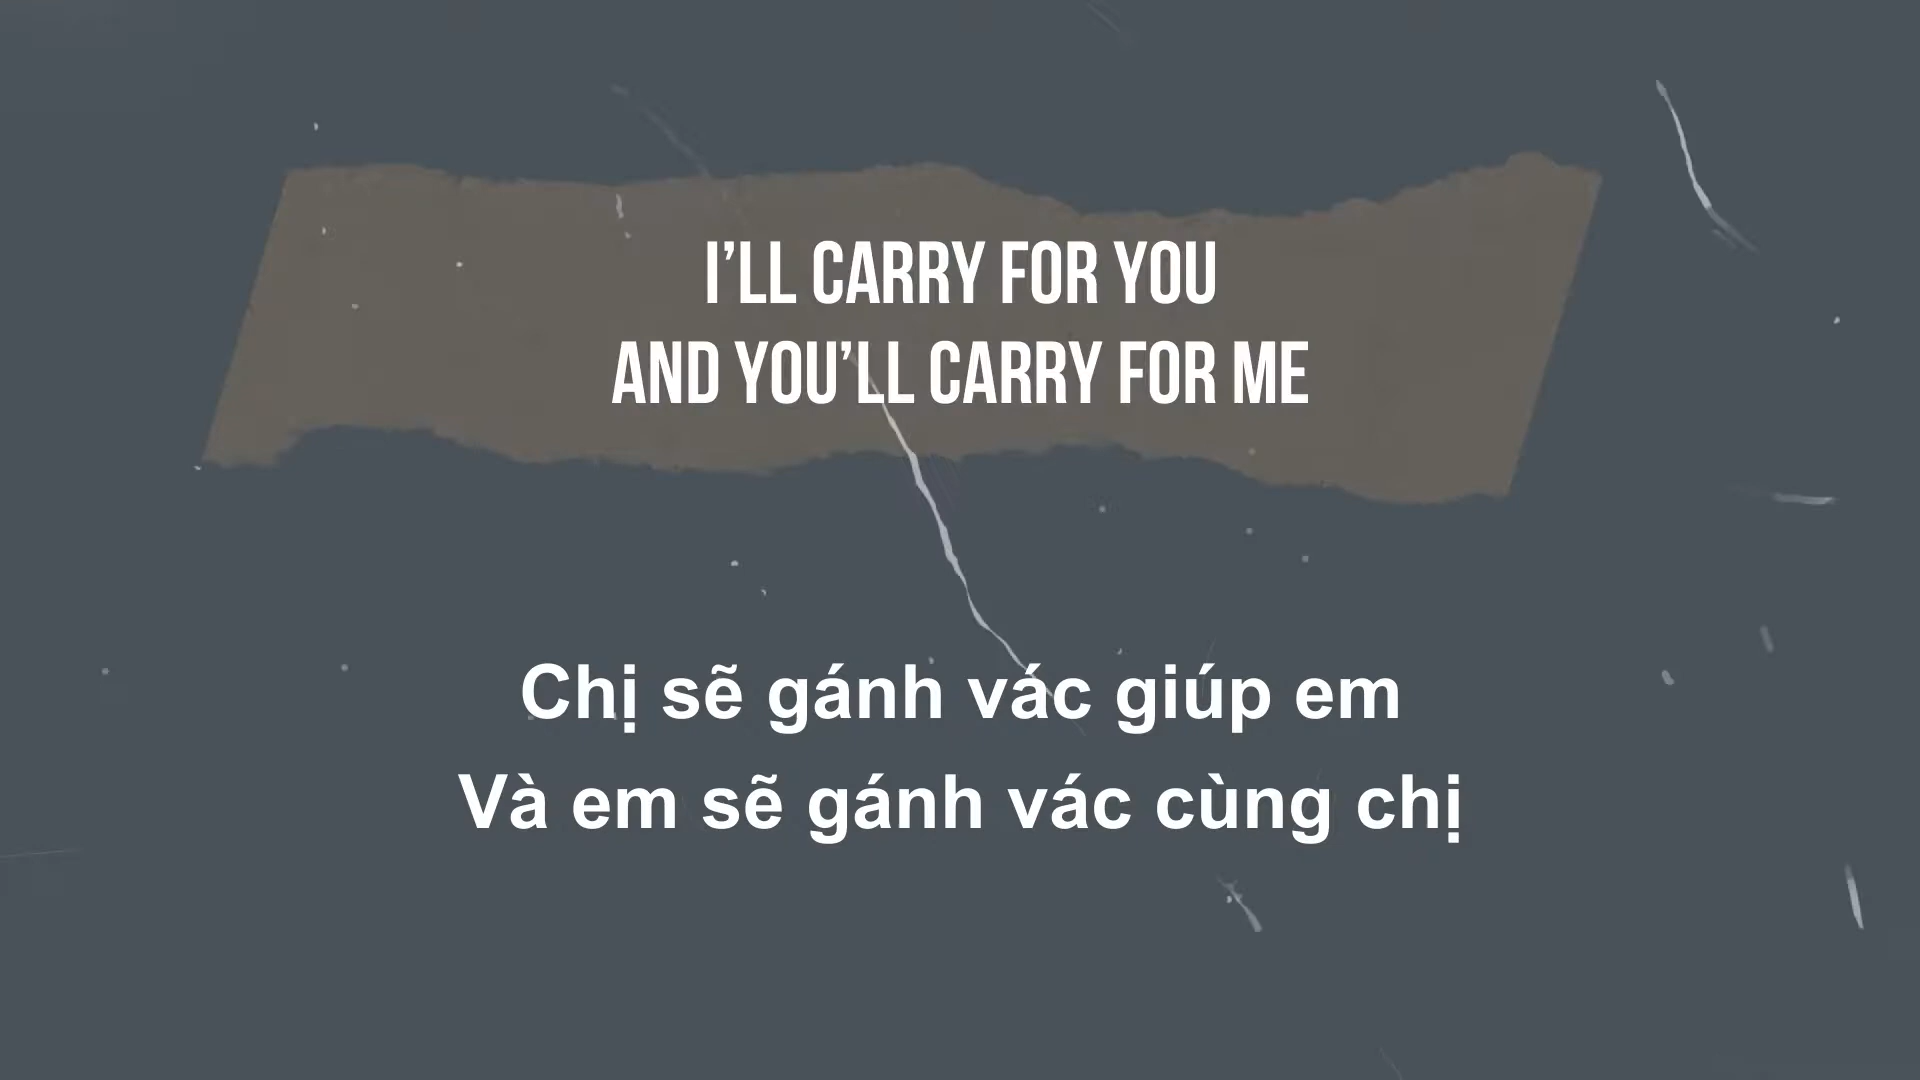 I’LL CARRY FOR YOU
AND YOU’LL CARRY FOR ME
Chị sẽ gánh vác giúp em
Và em sẽ gánh vác cùng chị